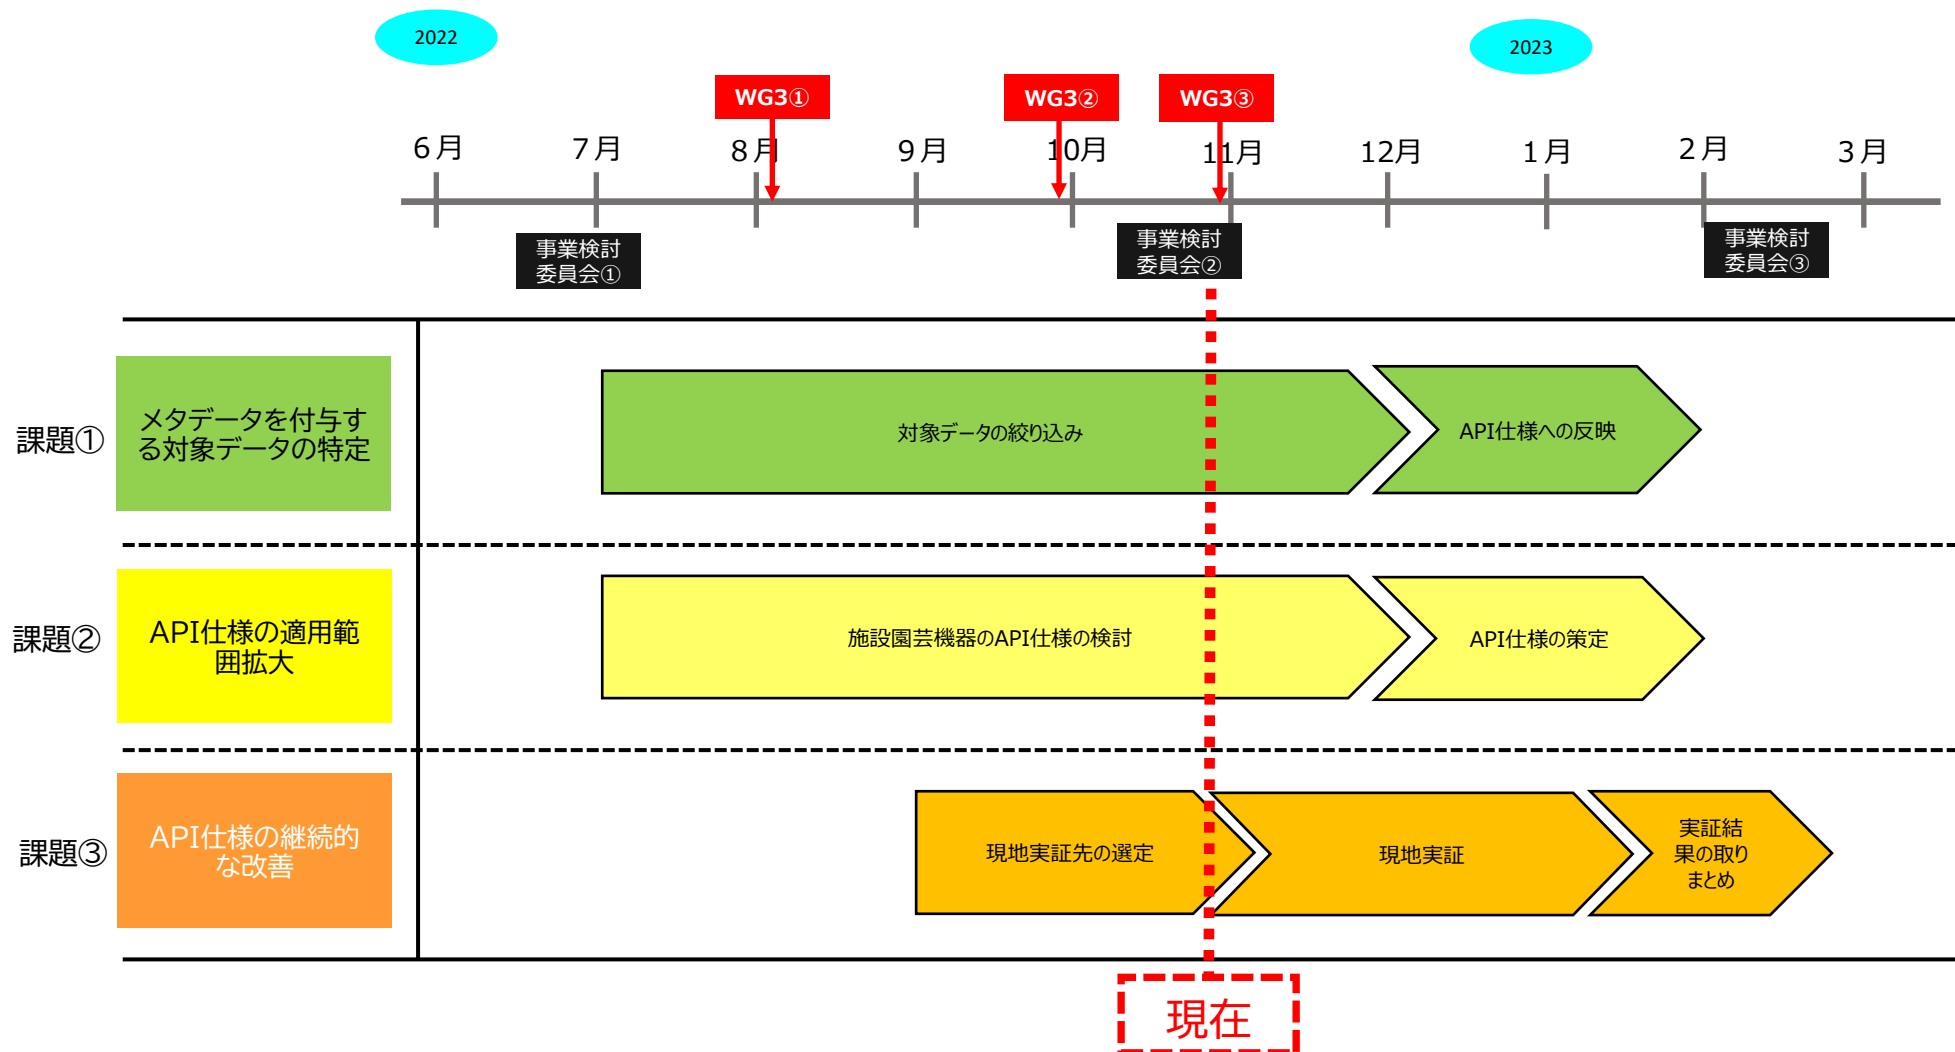 2022
2023
WG3①
WG3②
WG3③
6月
7月
8月
9月
10月
11月
12月
1月
2月
3月
事業検討
委員会①
事業検討
委員会②
事業検討
委員会③
課題①
メタデータを付与す
る対象データの特定
対象データの絞り込み
API仕様への反映
課題②
API仕様の適用範
囲拡大
施設園芸機器のAPI仕様の検討
API仕様の策定
課題③
API仕様の継続的
な改善
現地実証先の選定
現地実証
実証結
果の取り
まとめ
現在